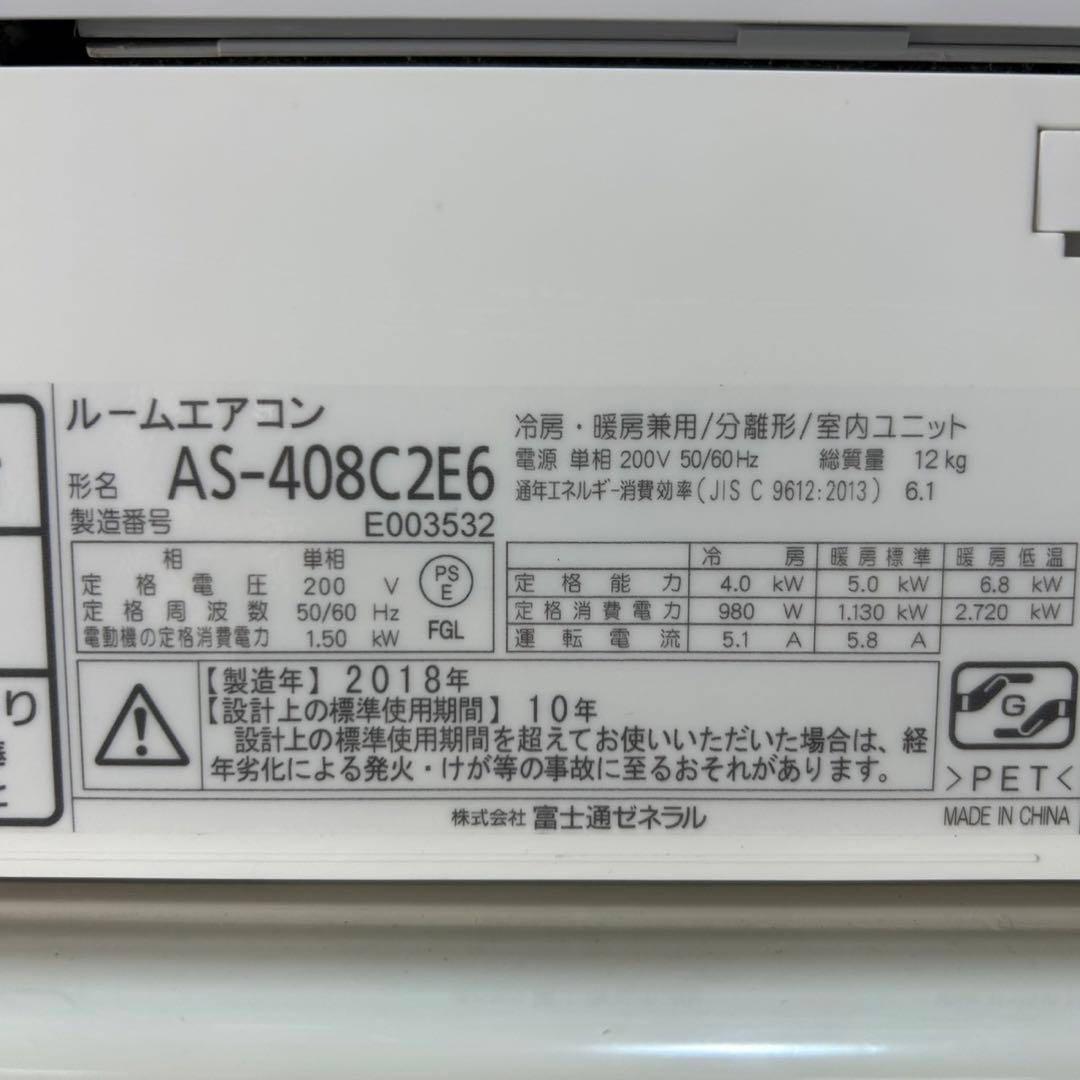 ルームエアコン
形名 AS-408C2E6
製造番号 E003532
冷房・暖房兼用/分離形/室内ユニット
電源 単相 200V 50/60Hz 総質量 12kg
通年エネルギー消費効率(JIS C 9612:2013) 6.1
相 単相
定格電圧 200 V
定格周波数 50/60 Hz
電動機の定格消費電力 1.50 kW
PS
E
FGL
冷房 暖房標準 暖房低温
定格能力 4.0 kW 5.0 kW 6.8 kW
定格消費電力 980 W 1.130 kW 2.720 kW
運転電流 5.1 A 5.8 A
【製造年】2018年
【設計上の標準使用期間】10年
設計上の標準使用期間を超えてお使いいただいた場合は、経
年劣化による発火・けが等の事故に至るおそれがあります。
G
>PET<
株式会社 富士通ゼネラル
MADE IN CHINA
り